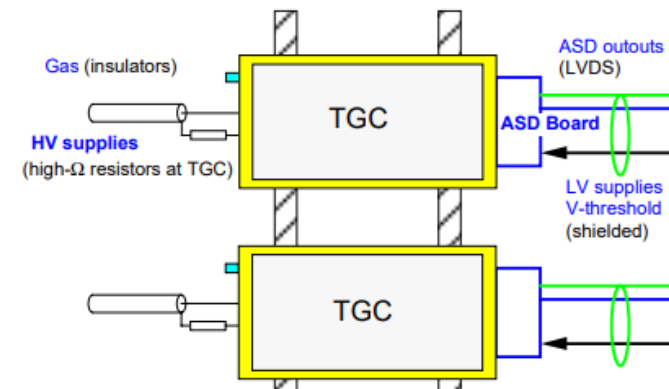 Gas (insulators)
HV supplies
(high-Ω resistors at TGC)
TGC
ASD Board
ASD outouts
(LVDS)
LV supplies
V-threshold
(shielded)
TGC